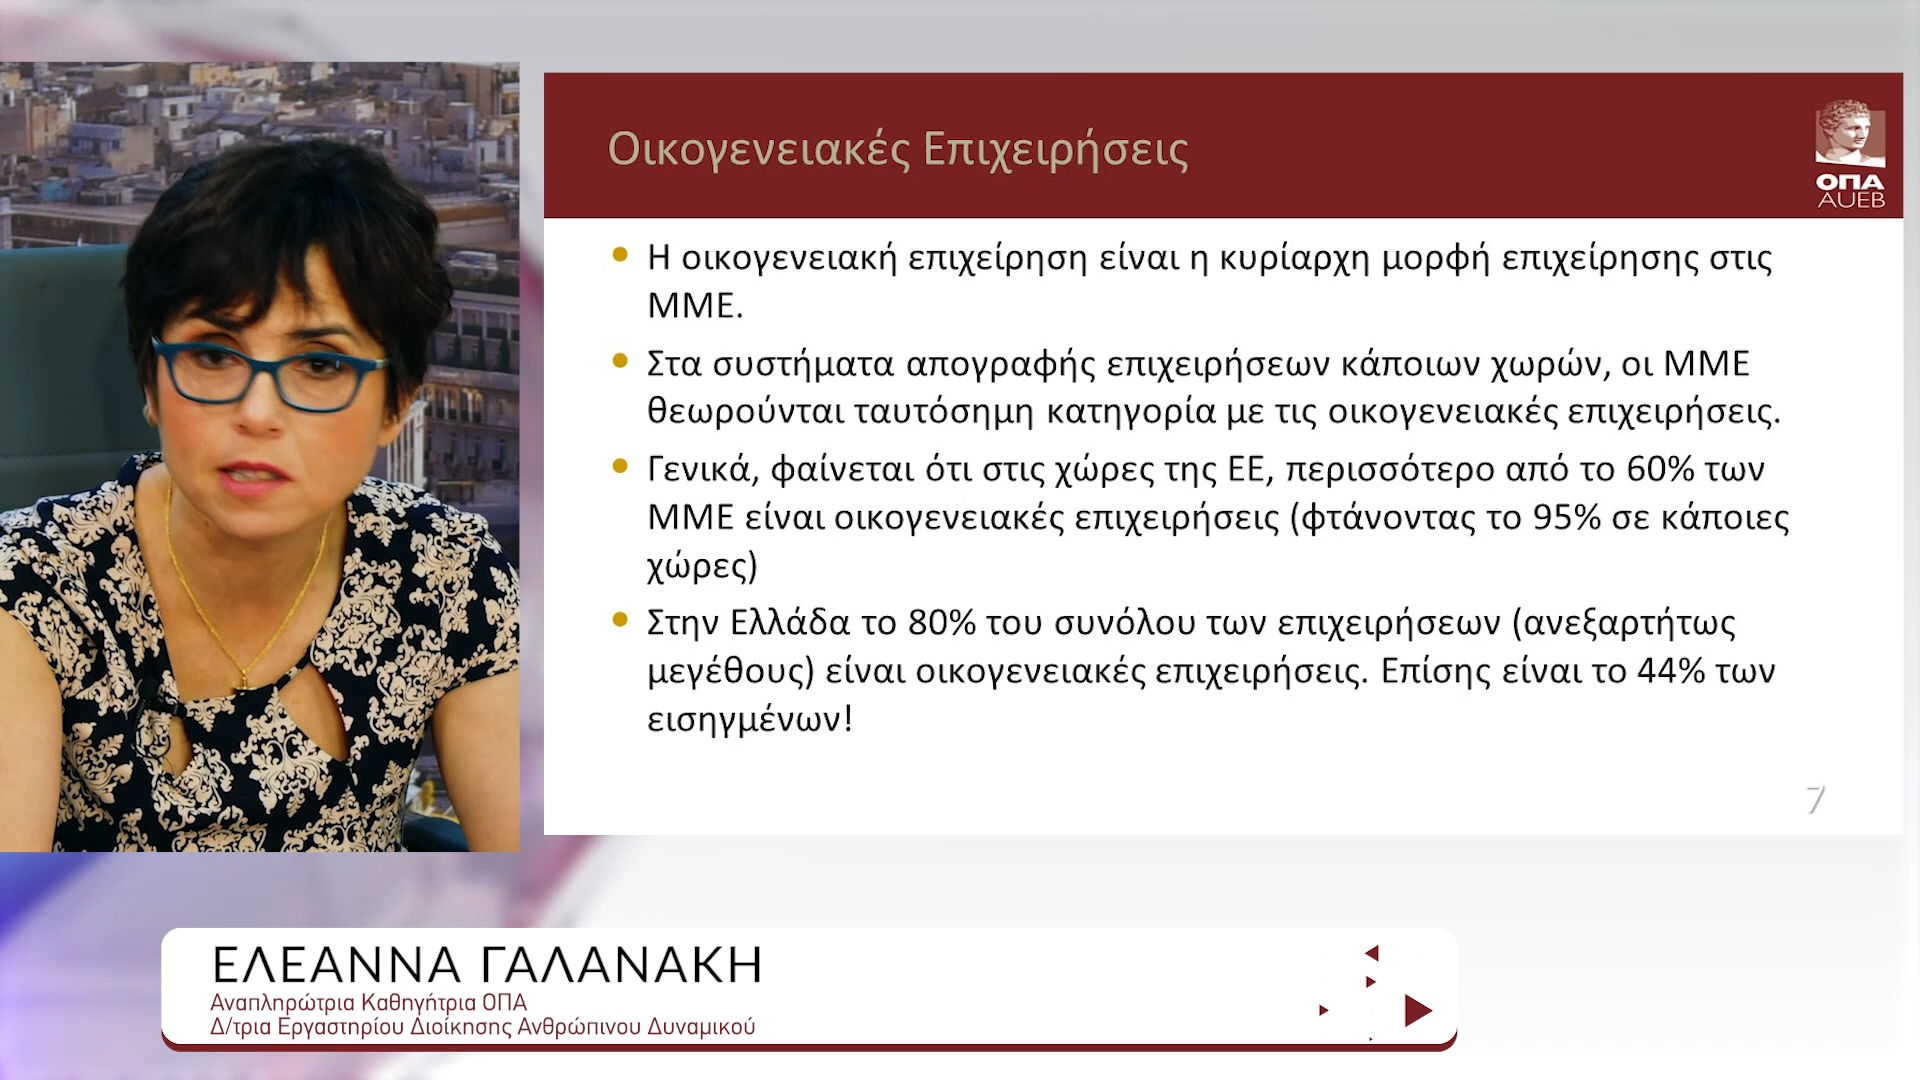 Οικογενειακές Επιχειρήσεις
ΟΠΑ
AUEB
• Η οικογενειακή επιχείρηση είναι η κυρίαρχη μορφή επιχείρησης στις
ΜΜΕ.
• Στα συστήματα απογραφής επιχειρήσεων κάποιων χωρών, οι ΜΜΕ
θεωρούνται ταυτόσημη κατηγορία με τις οικογενειακές επιχειρήσεις.
• Γενικά, φαίνεται ότι στις χώρες της ΕΕ, περισσότερο από το 60% των
ΜΜΕ είναι οικογενειακές επιχειρήσεις (φτάνοντας το 95% σε κάποιες
χώρες)
• Στην Ελλάδα το 80% του συνόλου των επιχειρήσεων (ανεξαρτήτως
μεγέθους) είναι οικογενειακές επιχειρήσεις. Επίσης είναι το 44% των
εισηγμένων!
7
ΕΛΕΑΝΝΑ ΓΑΛΑΝΑΚΗ
Αναπληρώτρια Καθηγήτρια ΟΠΑ
Δ/τρια Εργαστηρίου Διοίκησης Ανθρώπινου Δυναμικού